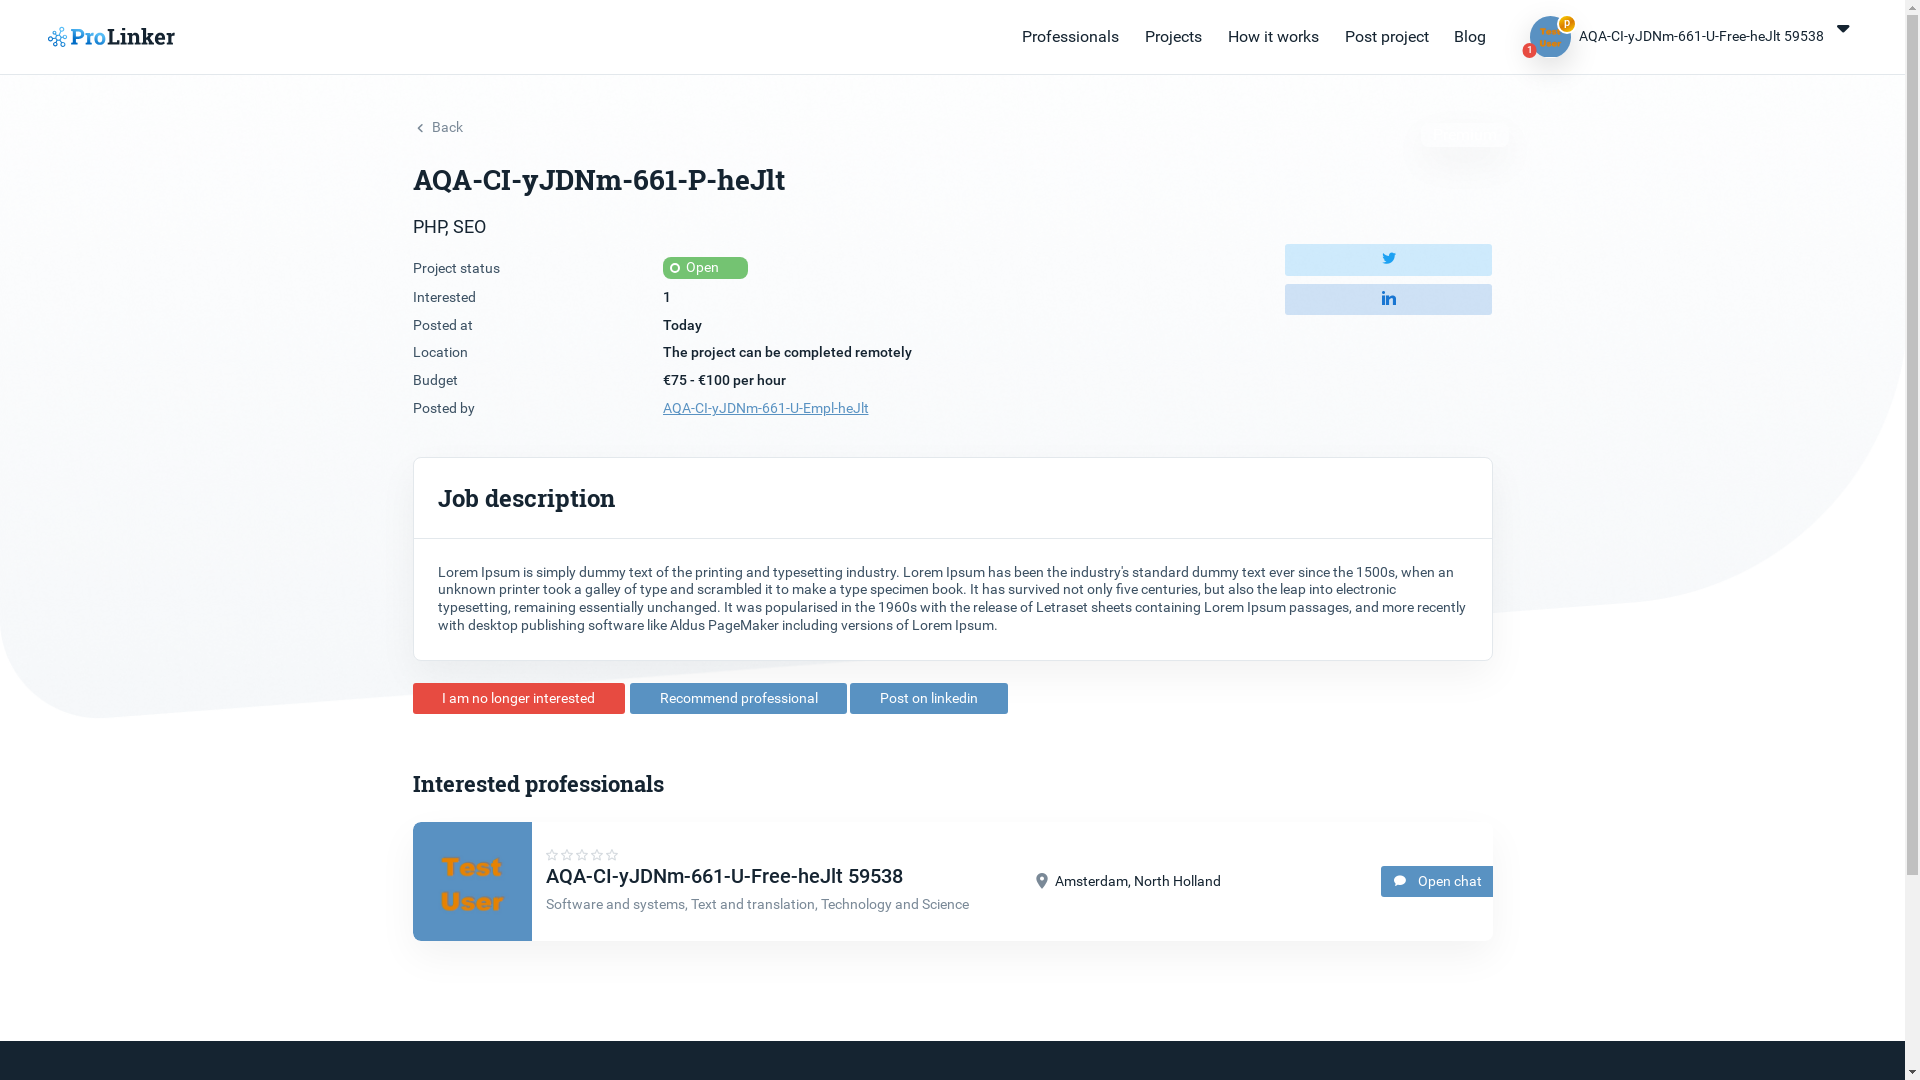 ProLinker
Professionals Projects How it works Post project Blog
Test User
p
1
AQA-CI-yJDNm-661-U-Free-heJlt 59538
Back
AQA-CI-yJDNm-661-P-heJlt
PHP, SEO
Project status Open
Interested 1
Posted at Today
Location The project can be completed remotely
Budget €75 - €100 per hour
Posted by AQA-CI-yJDNm-661-U-Empl-heJlt
in
Job description
Lorem Ipsum is simply dummy text of the printing and typesetting industry. Lorem Ipsum has been the industry's standard dummy text ever since the 1500s, when an
unknown printer took a galley of type and scrambled it to make a type specimen book. It has survived not only five centuries, but also the leap into electronic
typesetting, remaining essentially unchanged. It was popularised in the 1960s with the release of Letraset sheets containing Lorem Ipsum passages, and more recently
with desktop publishing software like Aldus PageMaker including versions of Lorem Ipsum.
I am no longer interested Recommend professional Post on linkedin
Interested professionals
Test
User
AQA-CI-yJDNm-661-U-Free-heJlt 59538
Software and systems, Text and translation, Technology and Science
Amsterdam, North Holland
Open chat